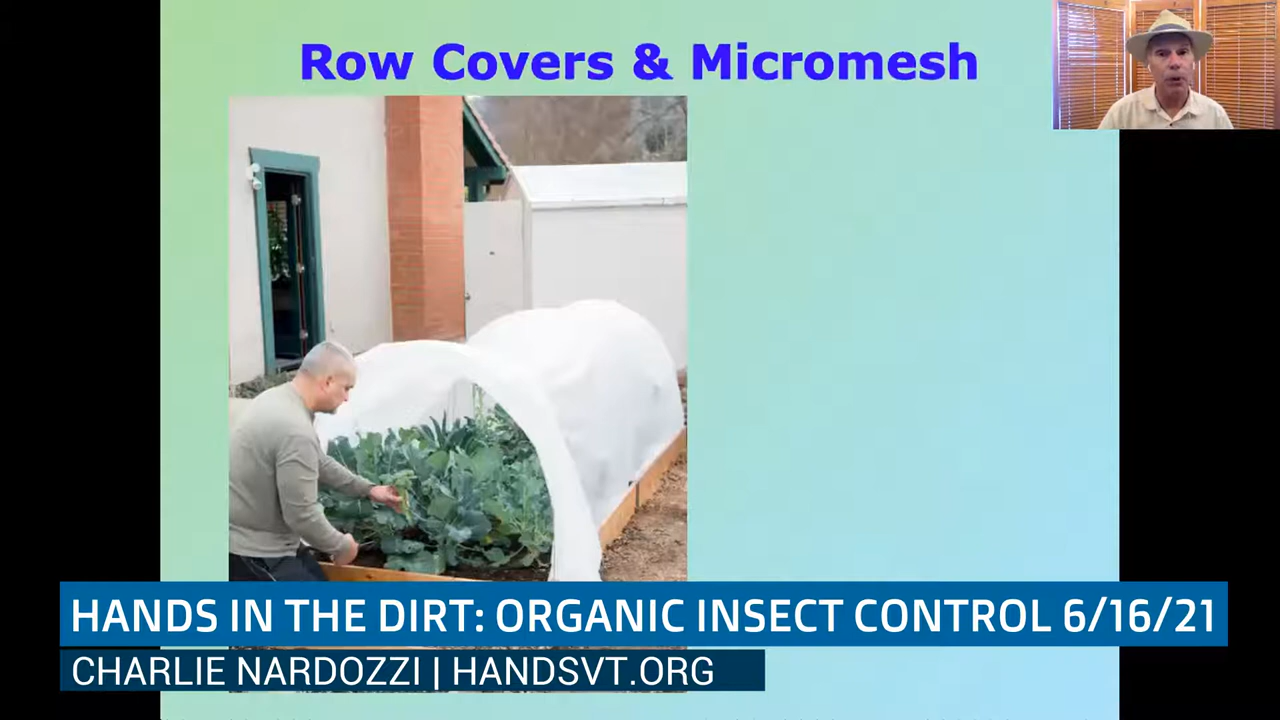 Row Covers & Micromesh
HANDS IN THE DIRT: ORGANIC INSECT CONTROL 6/16/21
CHARLIE NARDOZZI | HANDSVT.ORG